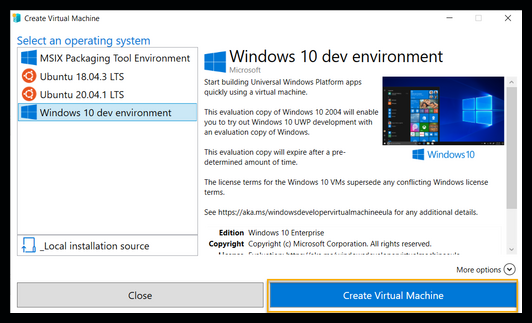 Create Virtual Machine
Select an operating system
MSIX Packaging Tool Environment
Ubuntu 18.04.3 LTS
Ubuntu 20.04.1 LTS
Windows 10 dev environment
_Local installation source
Windows 10 dev environment
Microsoft
Start building Universal Windows Platform apps
quickly using a virtual machine.
This evaluation copy of Windows 10 2004 will enable
you to try out Windows 10 UWP development with
an evaluation copy of Windows.
This evaluation copy will expire after a pre-
determined amount of time.
The license terms for the Windows 10 VMs supersede any conflicting Windows license
terms.
See https://aka.ms/windowsdevelopervirtualmachineeula for any additional details.
Windows10
Edition Windows 10 Enterprise
Copyright Copyright (c) Microsoft Corporation. All rights reserved.
More options
Close
Create Virtual Machine